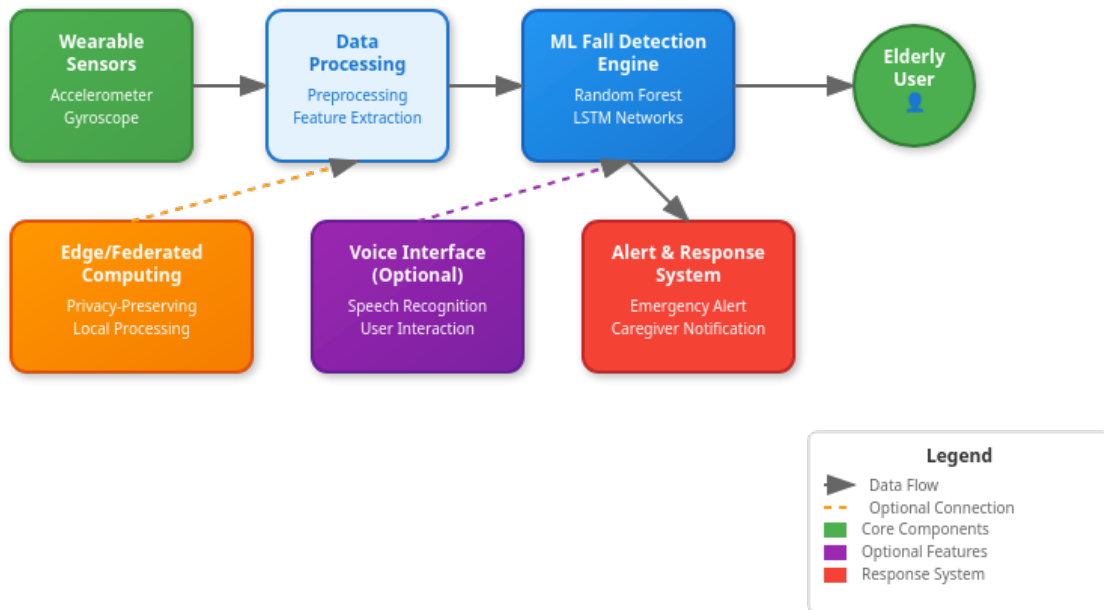 Wearable
Sensors
Accelerometer
Gyroscope
Data
Processing
Preprocessing
Feature Extraction
ML Fall Detection
Engine
Random Forest
LSTM Networks
Elderly
User
Edge/Federated
Computing
Privacy-Preserving
Local Processing
Voice Interface
(Optional)
Speech Recognition
User Interaction
Alert & Response
System
Emergency Alert
Caregiver Notification
Legend
Data Flow
Optional Connection
Core Components
Optional Features
Response System